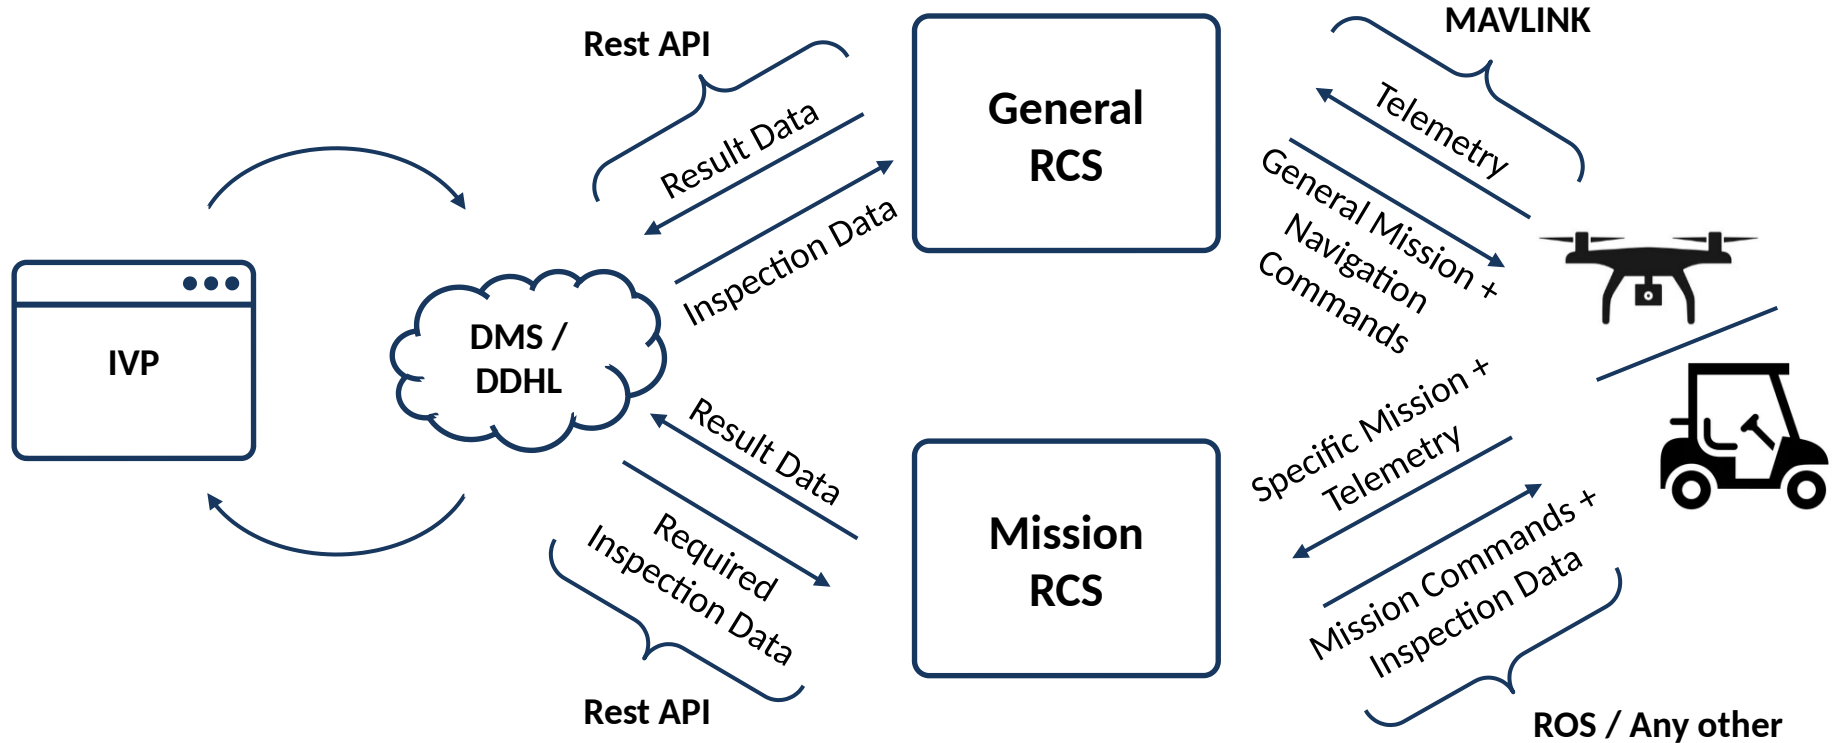 Rest API
MAVLINK
Result Data
Inspection Data
General
RCS
Telemetry
General Mission +
Navigation
Commands
IVP
DMS /
DDHL
Result Data
Required
Inspection Data
Rest API
Mission
RCS
Specific Mission +
Telemetry
Mission Commands +
Inspection Data
ROS / Any other